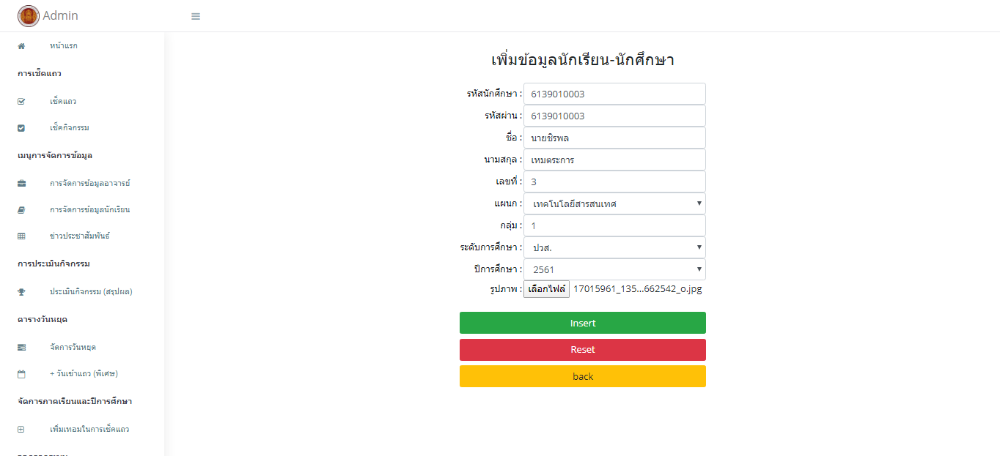 Admin
หน้าแรก
การเช็คแถว
เช็คแถว
เช็คกิจกรรม
เมนูการจัดการข้อมูล
การจัดการข้อมูลอาจารย์
การจัดการข้อมูลนักเรียน
ข่าวประชาสัมพันธ์
การประเมินกิจกรรม
ประเมินกิจกรรม (สรุปผล)
ตารางวันหยุด
จัดการวันหยุด
+ วันเข้าแถว (พิเศษ)
จัดการภาคเรียนและปีการศึกษา
เพิ่มเทอมในการเช็คแถว
เพิ่มข้อมูลนักเรียน-นักศึกษา
รหัสนักศึกษา : 6139010003
รหัสผ่าน : 6139010003
ชื่อ : นายชิรพล
นามสกุล : เหมตระการ
เลขที่ : 3
แผนก : เทคโนโลยีสารสนเทศ
กลุ่ม : 1
ระดับการศึกษา : ปวส.
ปีการศึกษา : 2561
รูปภาพ : เลือกไฟล์ 17015961_135...662542_o.jpg
Insert
Reset
back